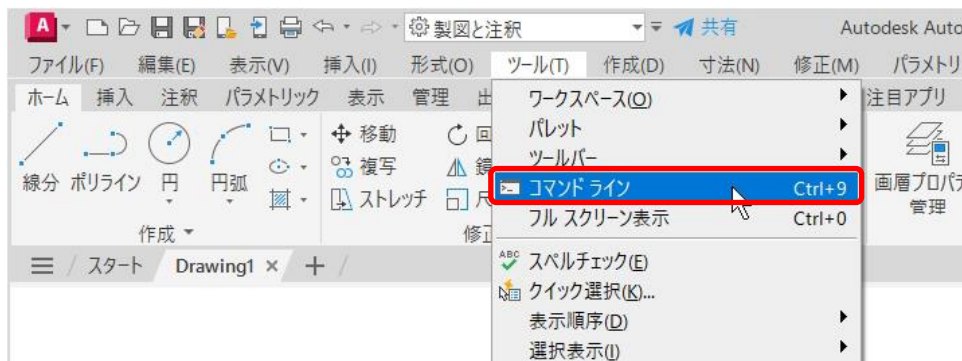 A 製図と注釈 共有 Autodesk Auto
ファイル(F) 編集(E) 表示(V) 挿入(I) 形式(O) ツール(T) 作成(D) 寸法(N) 修正(M) パラメトリ
ホーム 挿入 注釈 パラメトリック 表示 管理 出 注目アプリ
ワークスペース(O)
パレット
ツールバー
コマンド ライン Ctrl+9
フル スクリーン表示 Ctrl+0
ABC スペルチェック(E)
クイック選択(K)...
表示順序(D)
選択表示(I)
線分 ポリライン 円 円弧
移動 回
複写 鏡
ストレッチ 尺
作成 修正
画層プロパテ
管理
スタート Drawing1